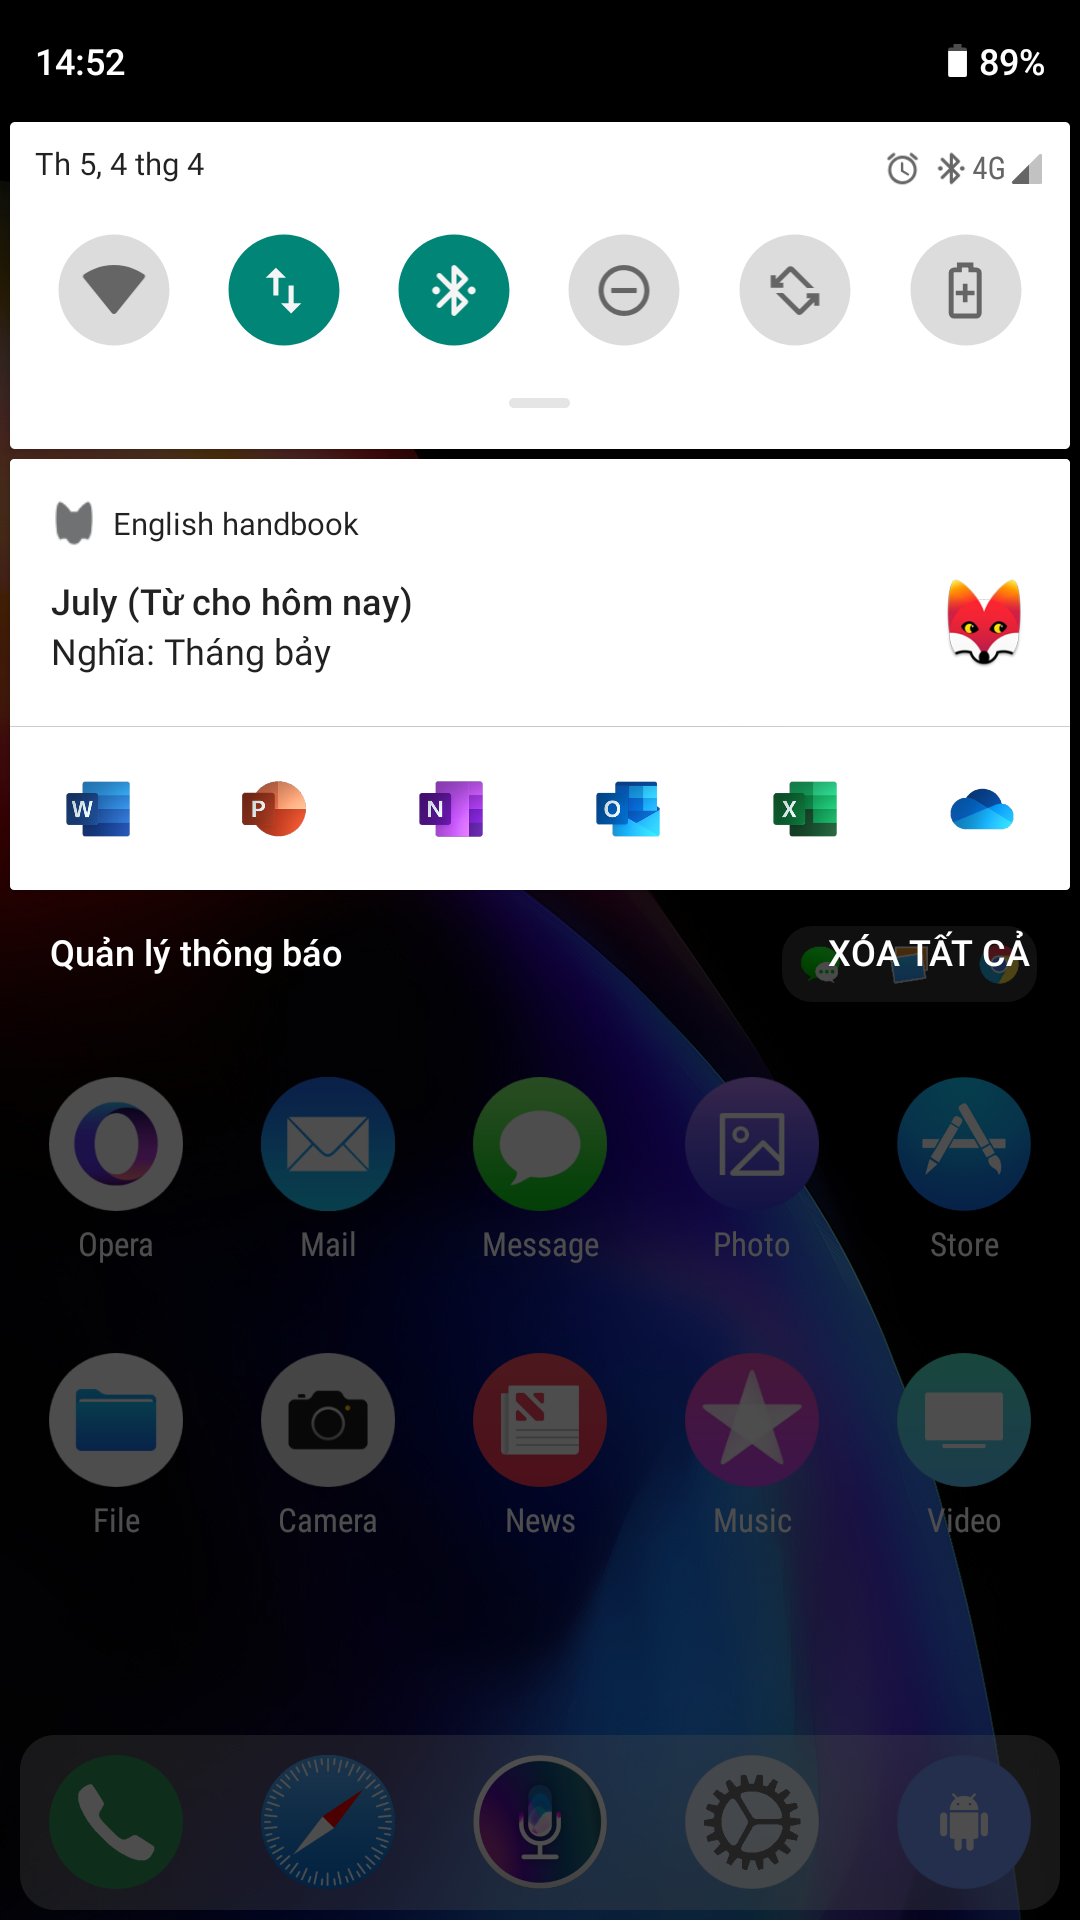 14:52
89%
Th 5, 4 thg 4
4G
English handbook
July (Từ cho hôm nay)
Nghĩa: Tháng bảy
W
P
N
O
X
Quản lý thông báo
XÓA TẤT CẢ
Opera
Mail
Message
Photo
Store
File
Camera
News
Music
Video